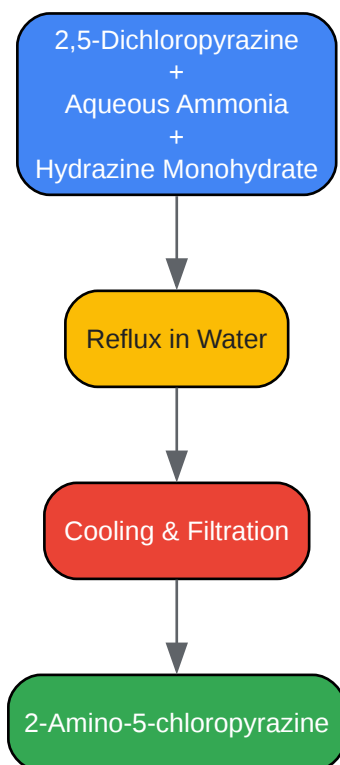 2,5-Dichloropyrazine
+
Aqueous Ammonia
+
Hydrazine Monohydrate
Reflux in Water
Cooling & Filtration
2-Amino-5-chloropyrazine